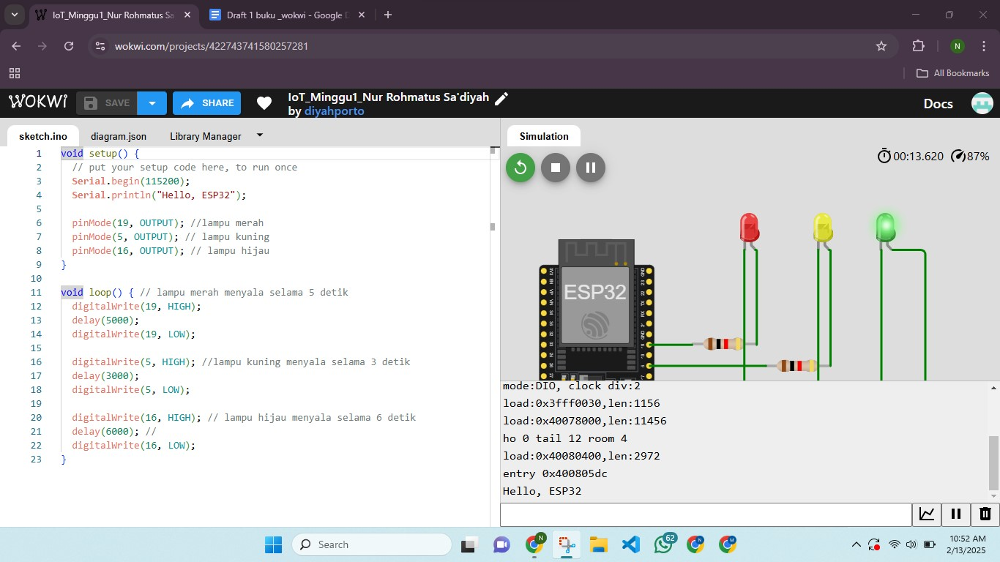 IoT_Minggu1_Nur Rohmatus Sa
Draft 1 buku _wokwi - Google D
wokwi.com/projects/422743741580257281
N
All Bookmarks
WOKWI
SAVE
SHARE
IoT_Minggu1_Nur Rohmatus Sa'diyah
by diyahporto
Docs
sketch.ino
diagram.json
Library Manager
Simulation
1 void setup() {
2 // put your setup code here, to run once
3 Serial.begin(115200);
4 Serial.println("Hello, ESP32");
5
6 pinMode(19, OUTPUT); //lampu merah
7 pinMode(5, OUTPUT); // lampu kuning
8 pinMode(16, OUTPUT); // lampu hijau
9 }
10
11 void loop() { // lampu merah menyala selama 5 detik
12 digitalWrite(19, HIGH);
13 delay(5000);
14 digitalWrite(19, LOW);
15
16 digitalWrite(5, HIGH); //lampu kuning menyala selama 3 detik
17 delay(3000);
18 digitalWrite(5, LOW);
19
20 digitalWrite(16, HIGH); // lampu hijau menyala selama 6 detik
21 delay(6000); //
22 digitalWrite(16, LOW);
23 }
00:13.620
87%
ESP32
mode:DIO, clock div:2
load:0x3fff0030,len:1156
load:0x40078000,len:11456
ho 0 tail 12 room 4
load:0x40080400,len:2972
entry 0x400805dc
Hello, ESP32
Search
62
10:52 AM
2/13/2025